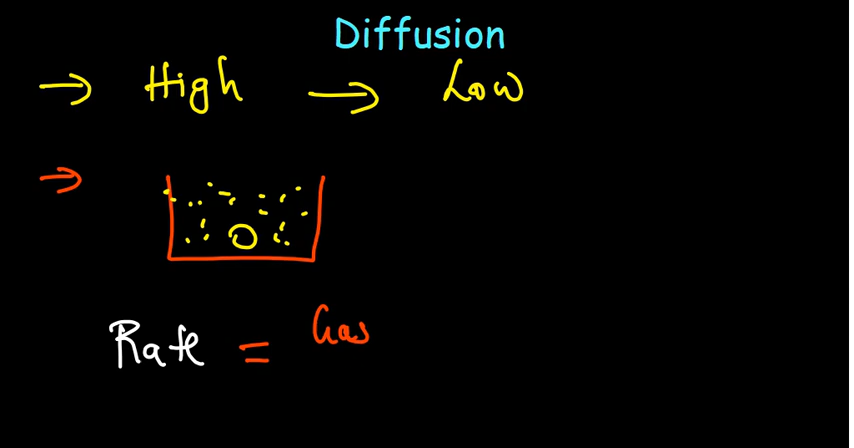 Diffusion
→ High → Low
→
Rate = Gas